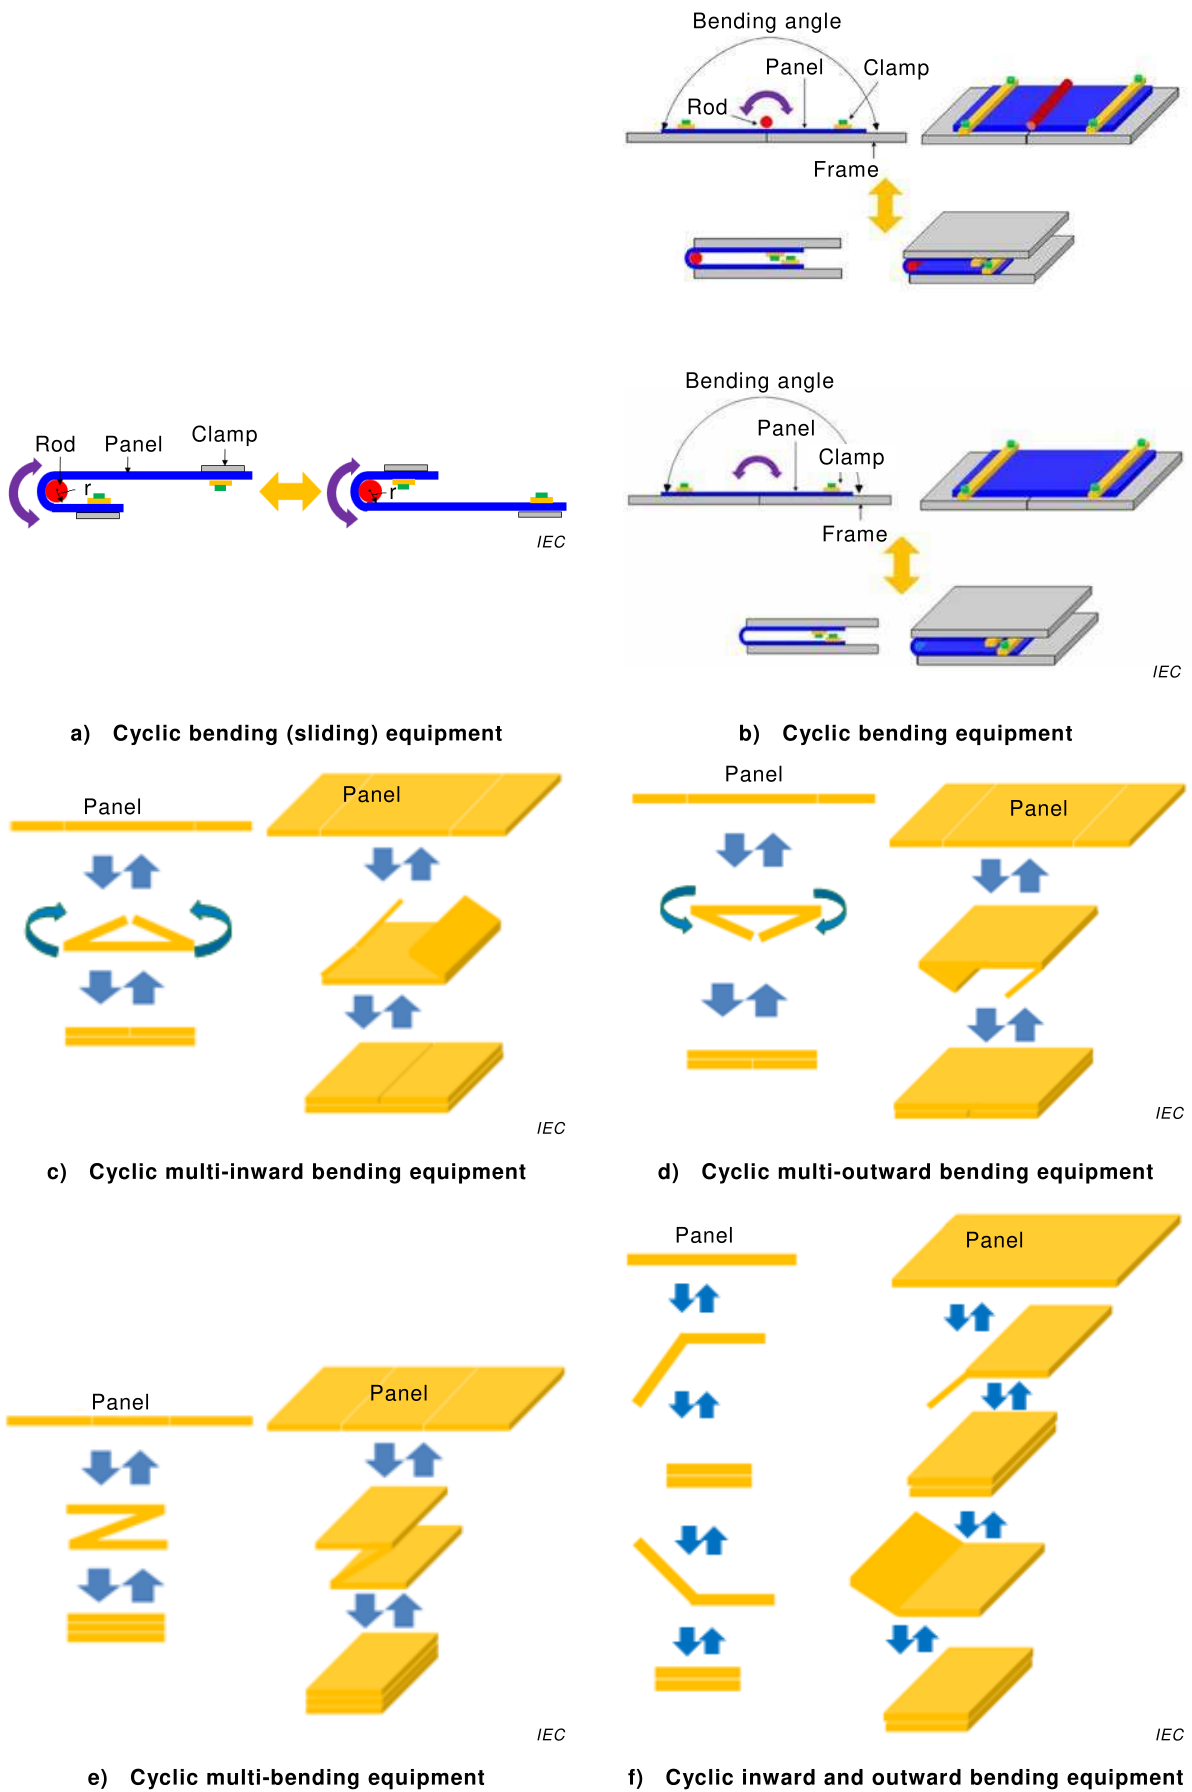 Bending angle
Panel
Clamp
Rod
Frame
Bending angle
Panel
Clamp
Frame
IEC
Rod
Panel
Clamp
r
r
IEC
a) Cyclic bending (sliding) equipment
b) Cyclic bending equipment
Panel
Panel
IEC
Panel
Panel
IEC
c) Cyclic multi-inward bending equipment
d) Cyclic multi-outward bending equipment
Panel
Panel
IEC
Panel
Panel
IEC
e) Cyclic multi-bending equipment
f) Cyclic inward and outward bending equipment